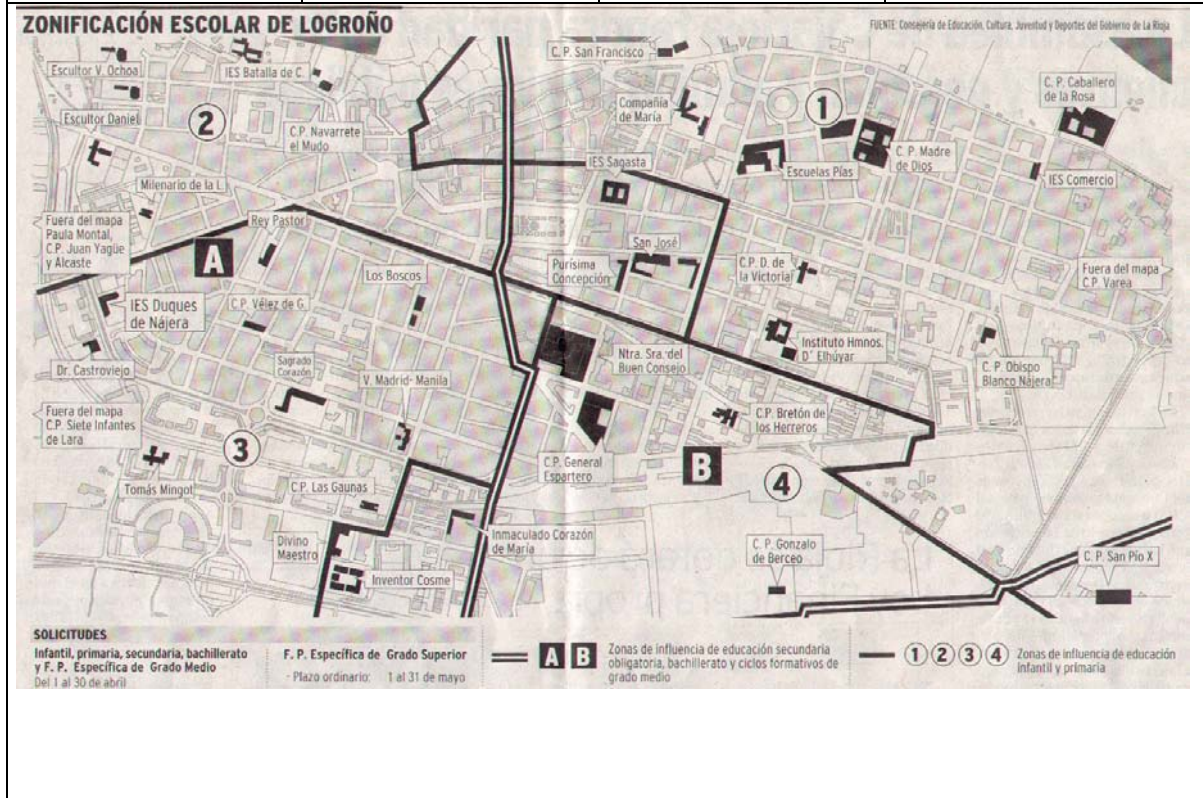 ZONIFICACIÓN ESCOLAR DE LOGROÑO
FUENTE: Consejería de Educación, Cultura, Juventud y Deportes del Gobierno de La Rioja
Escultor V. Ochoa
IES Batalla de C.
C. P. San Francisco
C. P. Caballero
de la Rosa
Compañía
de María
1
Escultor Daniel
2
C.P. Navarrete
el Mudo
IES Sagasta
Escuelas Pías
C. P. Madre
de Dios
IES Comercio
Milenario de la L.
Fuera del mapa
Paula Montal,
C.P. Juan Yagüe
y Alcaste
Rey Pastor
A
Los Boscos
San José
Purísima
Concepción
C.P. D. de
la Victoria
Fuera del mapa
C.P. Varea
IES Duques
de Nájera
C.P. Vélez de G.
Instituto Hmnos.
D' Elhúyar
Ntra. Sra. del
Buen Consejo
C. P. Obispo
Blanco Nájera
Dr. Castroviejo
Sagrado
Corazón
V. Madrid- Manila
Fuera del mapa
C.P. Siete Infantes
de Lara
C.P. Bretón de
los Herreros
3
C.P. General
Espartero
B
4
Tomás Mingot
C.P. Las Gaunas
Divino
Maestro
Inmaculado Corazón
de María
C. P. Gonzalo
de Berceo
C. P. San Pío X
Inventor Cosme
SOLICITUDES
Infantil, primaria, secundaria, bachillerato
y F. P. Específica de Grado Medio
Del 1 al 30 de abril
F. P. Específica de Grado Superior
- Plazo ordinario: 1 al 31 de mayo
A B Zonas de influencia de educación secundaria
obligatoria, bachillerato y ciclos formativos de
grado medio
1 2 3 4 Zonas de influencia de educación
infantil y primaria